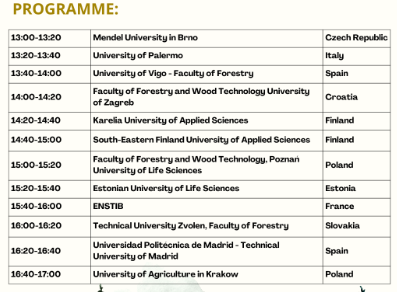 PROGRAMME:
13:00-13:20 Mendel University in Brno Czech Republic
13:20-13:40 University of Palermo Italy
13:40-14:00 University of Vigo - Faculty of Forestry Spain
14:00-14:20 Faculty of Forestry and Wood Technology University
of Zagreb Croatia
14:20-14:40 Karelia University of Applied Sciences Finland
14:40-15:00 South-Eastern Finland University of Applied Sciences Finland
15:00-15:20 Faculty of Forestry and Wood Technology, Poznań
University of Life Sciences Poland
15:20-15:40 Estonian University of Life Sciences Estonia
15:40-16:00 ENSTIB France
16:00-16:20 Technical University Zvolen, Faculty of Forestry Slovakia
16:20-16:40 Universidad Politécnica de Madrid - Technical
University of Madrid Spain
16:40-17:00 University of Agriculture in Krakow Poland